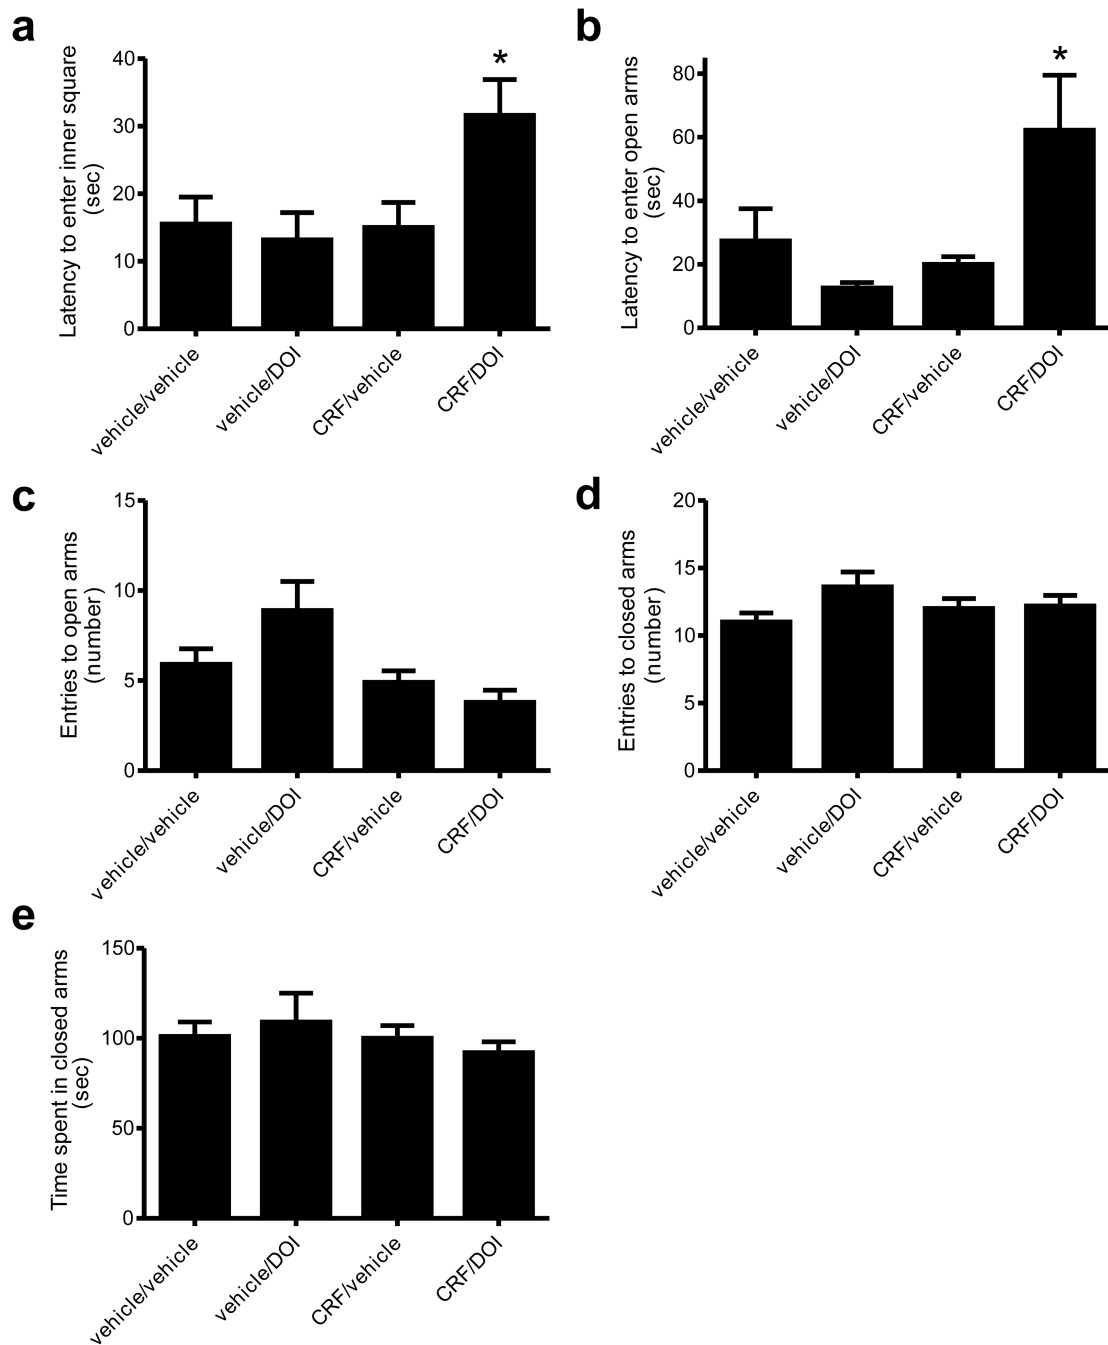 a
Latency to enter inner square
(sec)
40
30
20
10
0
*
vehicle/vehicle
vehicle/DOI
CRF/vehicle
CRF/DOI
b
Latency to enter open arms
(sec)
80
60
40
20
0
*
vehicle/vehicle
vehicle/DOI
CRF/vehicle
CRF/DOI
c
Entries to open arms
(number)
15
10
5
0
vehicle/vehicle
vehicle/DOI
CRF/vehicle
CRF/DOI
d
Entries to closed arms
(number)
20
15
10
5
0
vehicle/vehicle
vehicle/DOI
CRF/vehicle
CRF/DOI
e
Time spent in closed arms
(sec)
150
100
50
0
vehicle/vehicle
vehicle/DOI
CRF/vehicle
CRF/DOI